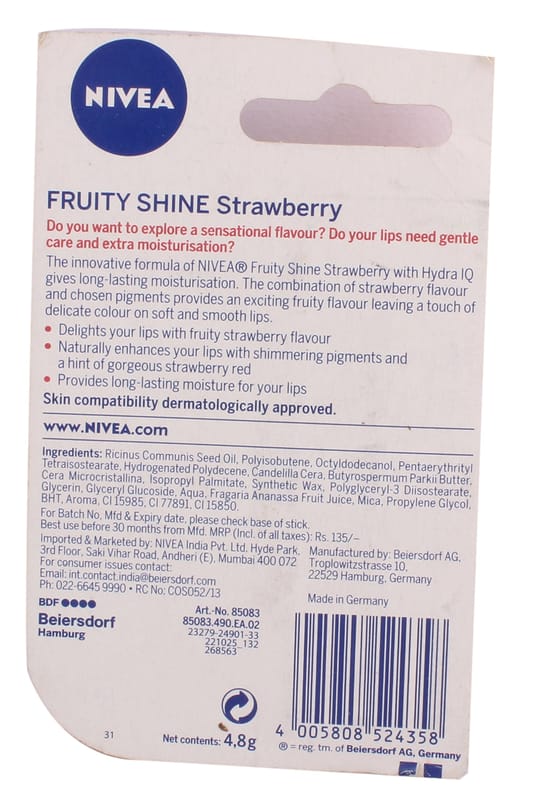 NIVEA
FRUITY SHINE Strawberry
Do you want to explore a sensational flavour? Do your lips need gentle
care and extra moisturisation?
The innovative formula of NIVEA® Fruity Shine Strawberry with Hydra IQ
gives long-lasting moisturisation. The combination of strawberry flavour
and chosen pigments provides an exciting fruity flavour leaving a touch of
delicate colour on soft and smooth lips.
• Delights your lips with fruity strawberry flavour
• Naturally enhances your lips with shimmering pigments and
a hint of gorgeous strawberry red
• Provides long-lasting moisture for your lips
Skin compatibility dermatologically approved.
www.NIVEA.com
Ingredients: Ricinus Communis Seed Oil, Polyisobutene, Octyldodecanol, Pentaerythrityl
Tetraisostearate, Hydrogenated Polydecene, Candelilla Cera, Butyrospermum Parkii Butter,
Cera Microcristallina, Isopropyl Palmitate, Synthetic Wax, Polyglyceryl-3 Diisostearate,
Glycerin, Glyceryl Glucoside, Aqua, Fragaria Ananassa Fruit Juice, Mica, Propylene Glycol,
BHT, Aroma, CI 15985, CI 77891, CI 15850.
For Batch No, Mfd & Expiry date, please check base of stick.
Best use before 30 months from Mfd. MRP (Incl. of all taxes): Rs. 135/-
Imported & Marketed by: NIVEA India Pvt. Ltd. Hyde Park,
3rd Floor, Saki Vihar Road, Andheri (E), Mumbai 400 072
For consumer issues contact:
Email: int.contact.india@beiersdorf.com
Ph: 022-6645 9990 • RC No: COS052/13
Manufactured by: Beiersdorf AG,
Troplowitzstrasse 10,
22529 Hamburg, Germany
Made in Germany
BDF ●●●●
Beiersdorf
Hamburg
Art.-No. 85083
85083.490.EA.02
23279-24901-33
221025_132
268563
31
Net contents: 4,8g
4 005808 524358
® = reg. tm. of Beiersdorf AG, Germany